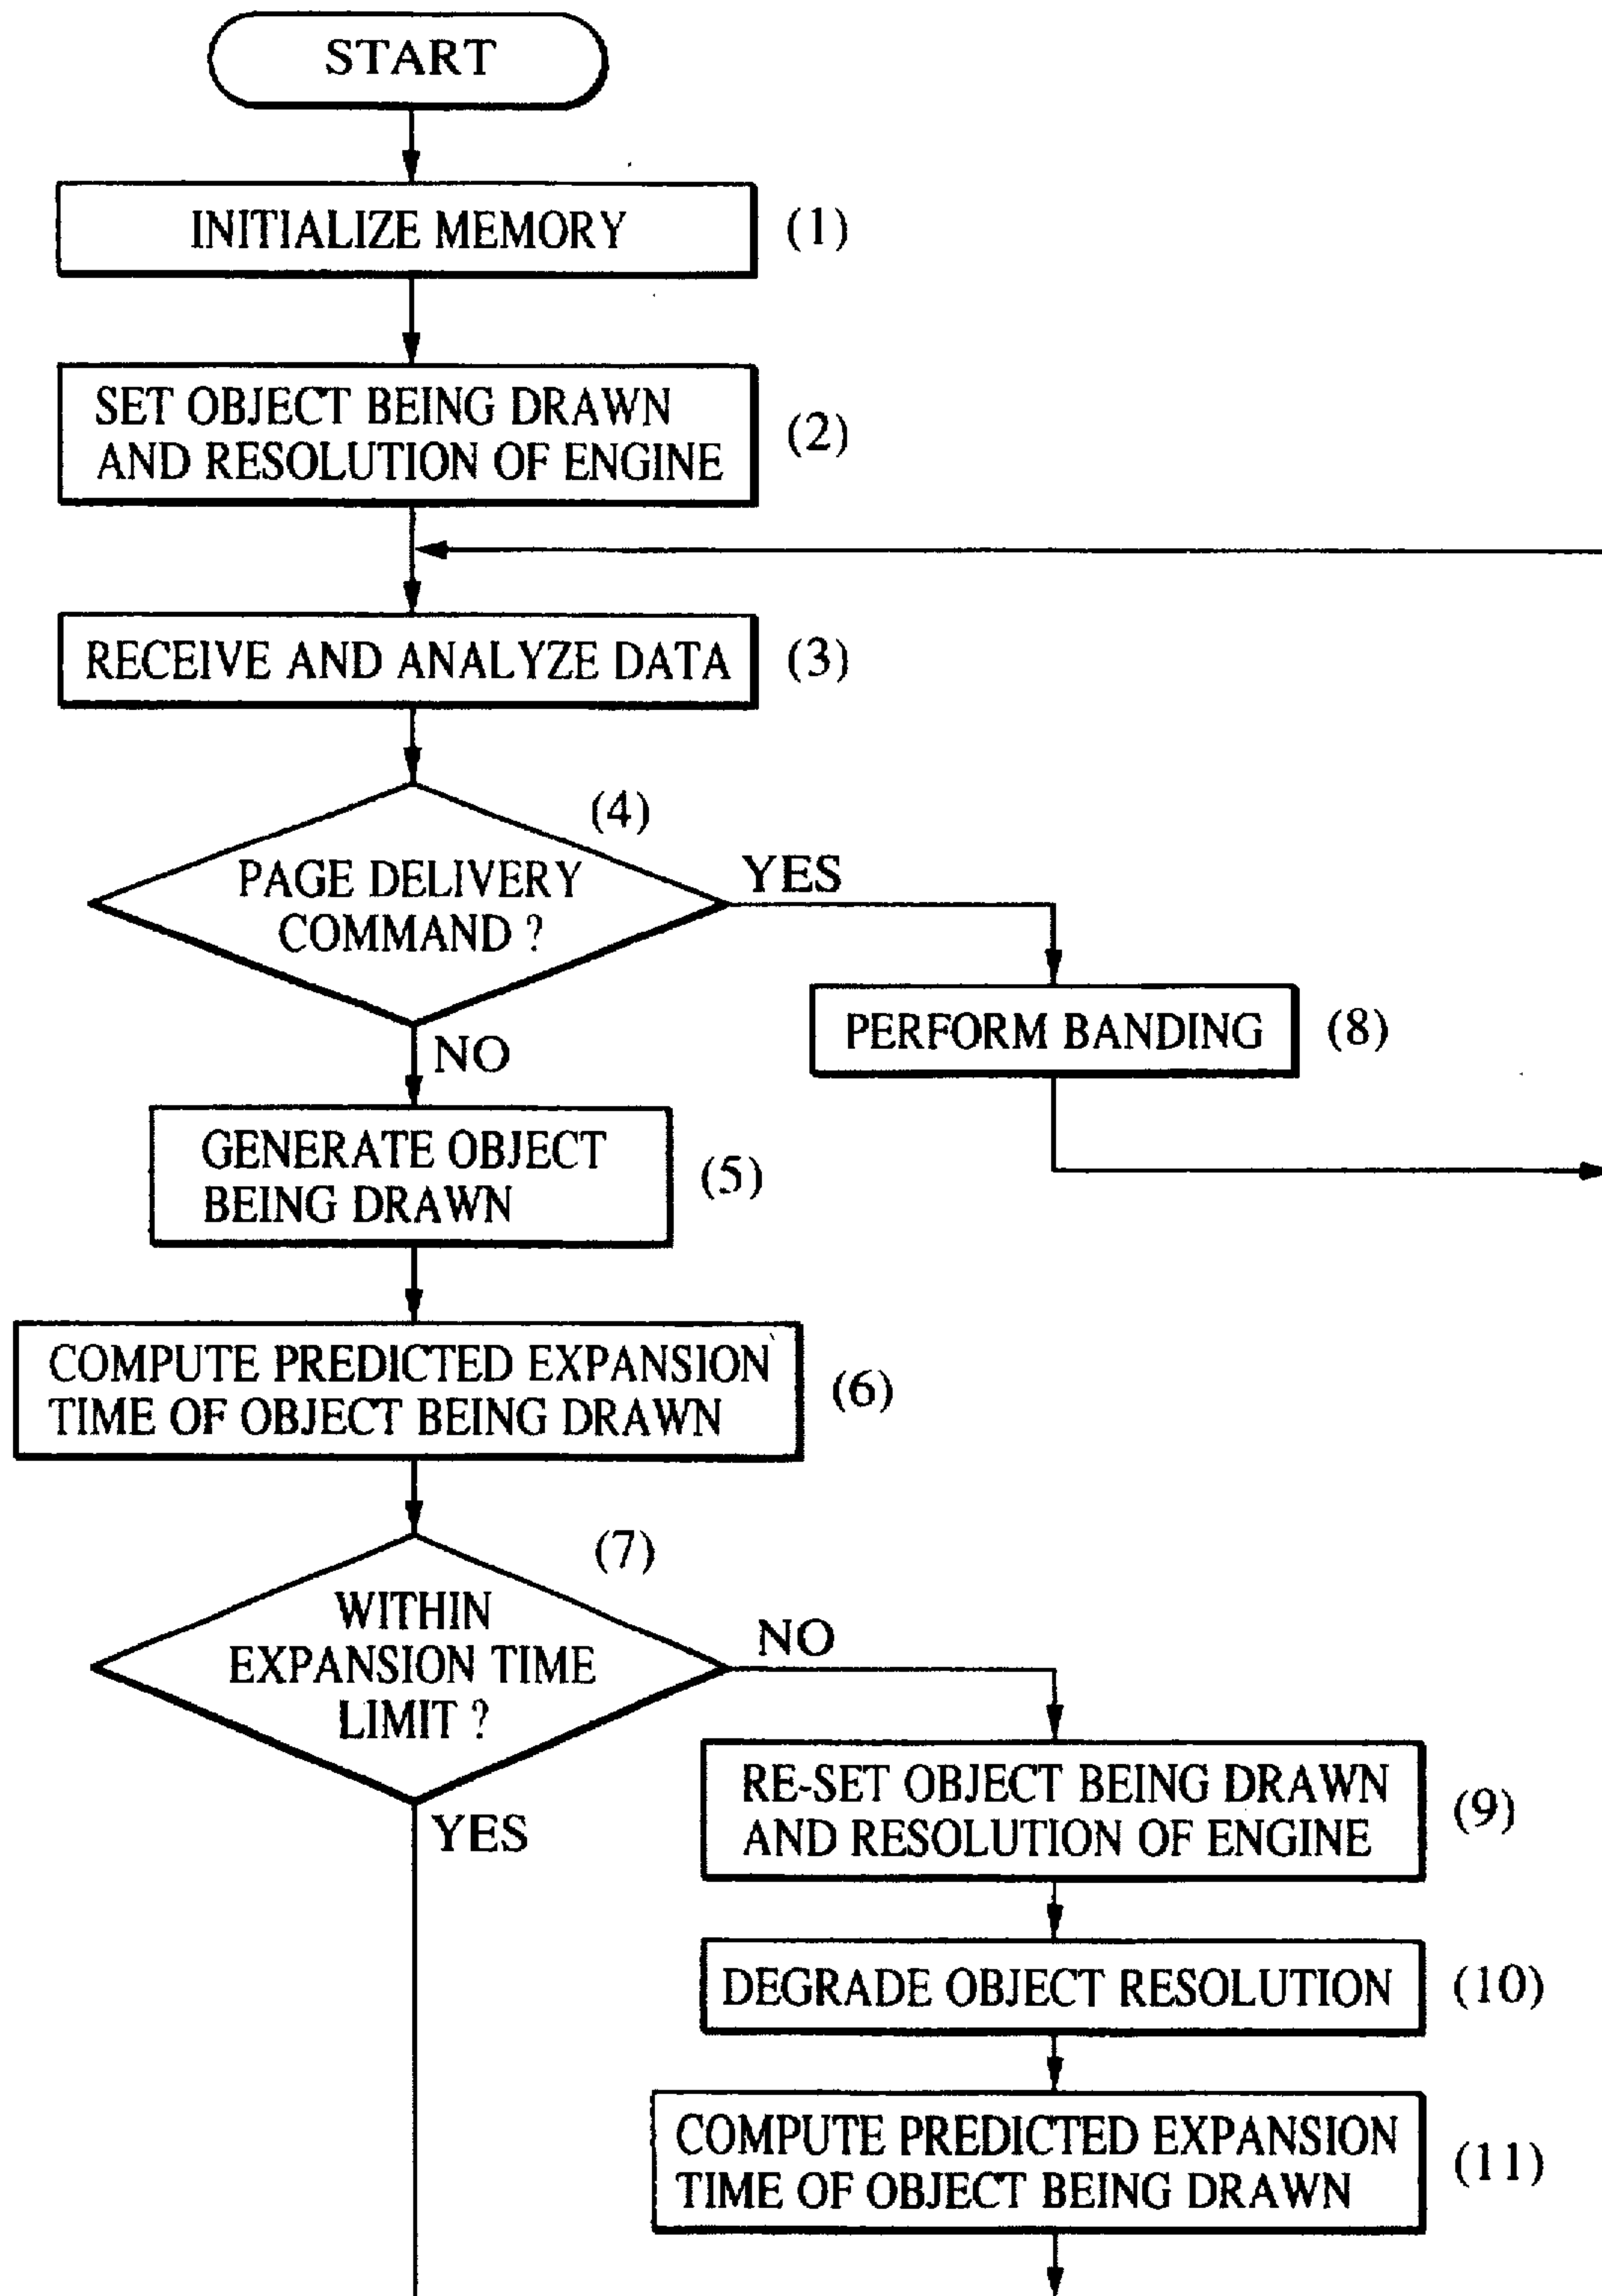 START
INITIALIZE MEMORY (1)
SET OBJECT BEING DRAWN
AND RESOLUTION OF ENGINE
(2)
RECEIVE AND ANALYZE DATA (3)
(4)
PAGE DELIVERY
COMMAND ?
YES
NO
PERFORM BANDING (8)
GENERATE OBJECT
BEING DRAWN
(5)
COMPUTE PREDICTED EXPANSION
TIME OF OBJECT BEING DRAWN
(6)
(7)
WITHIN
EXPANSION TIME
LIMIT ?
NO
YES
RE-SET OBJECT BEING DRAWN
AND RESOLUTION OF ENGINE
(9)
DEGRADE OBJECT RESOLUTION (10)
COMPUTE PREDICTED EXPANSION
TIME OF OBJECT BEING DRAWN
(11)